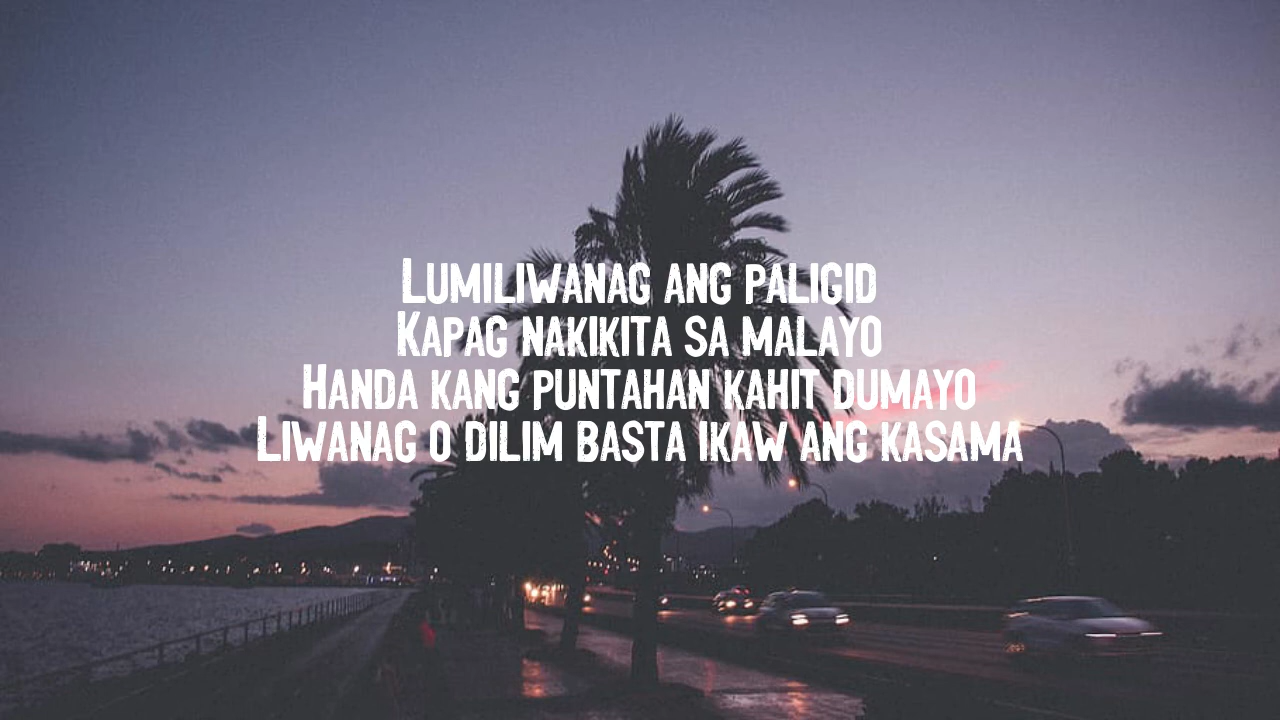 Lumiliwanag ang paligid
Kapag nakikita sa malayo
Handa kang puntahan kahit dumayo
Liwanag o dilim basta ikaw ang kasama